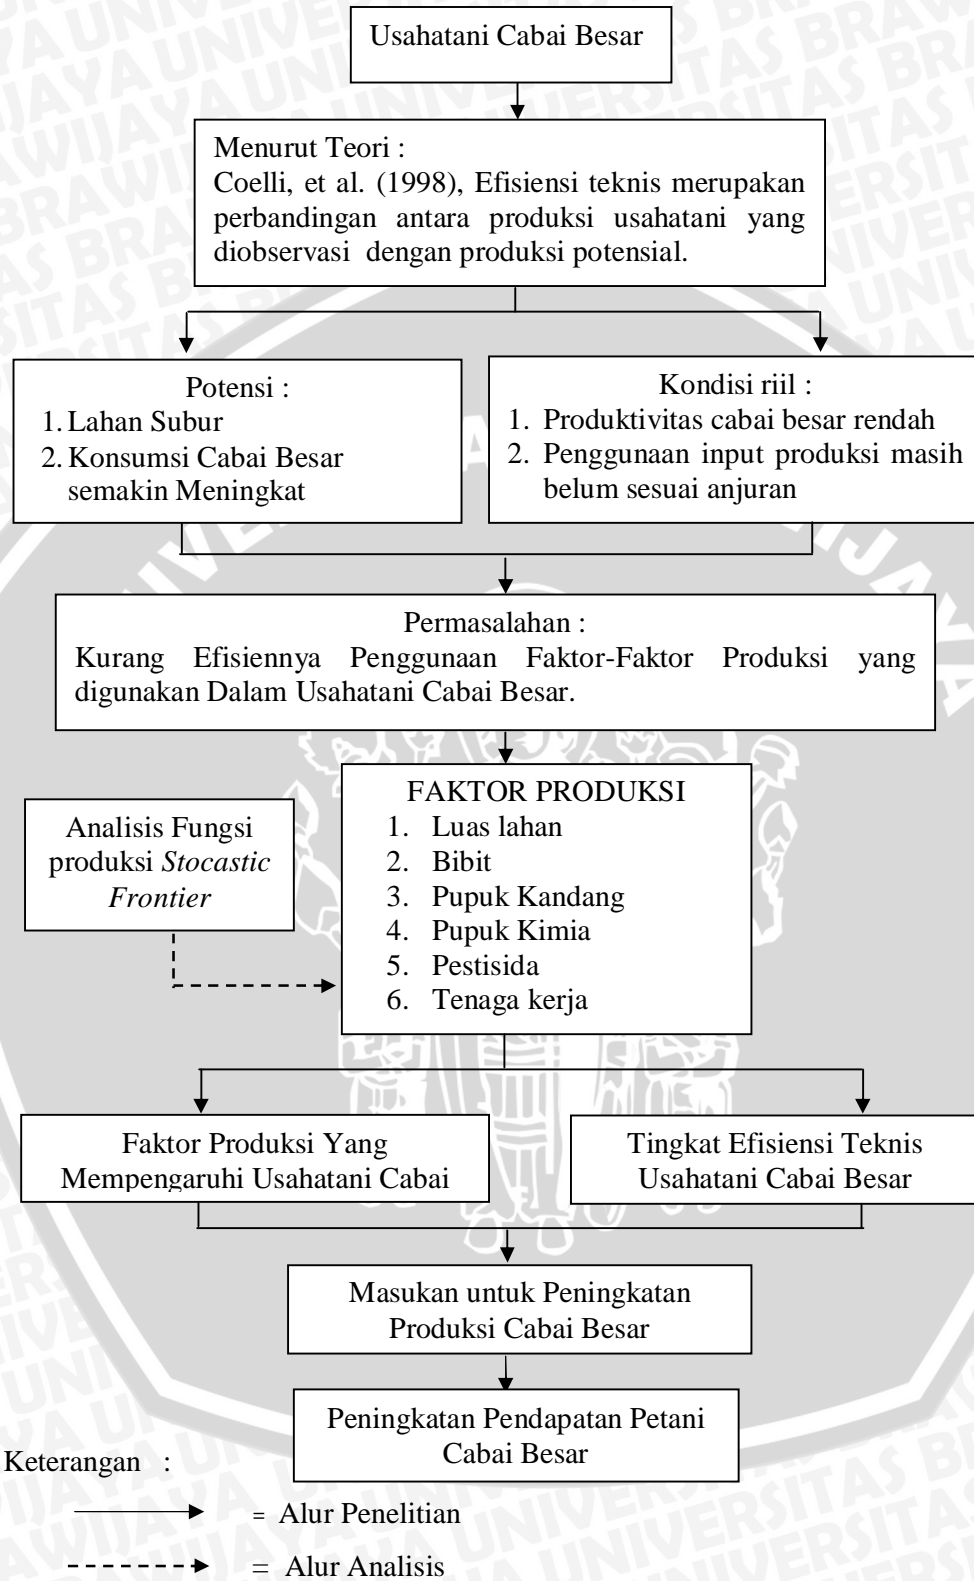 Usahatani Cabai Besar
Menurut Teori :
Coelli, et al. (1998), Efisiensi teknis merupakan
perbandingan antara produksi usahatani yang
diobservasi dengan produksi potensial.
Potensi :
1. Lahan Subur
2. Konsumsi Cabai Besar
semakin Meningkat
Kondisi riil :
1. Produktivitas cabai besar rendah
2. Penggunaan input produksi masih
belum sesuai anjuran
Permasalahan :
Kurang Efisiennya Penggunaan Faktor-Faktor Produksi yang
digunakan Dalam Usahatani Cabai Besar.
Analisis Fungsi
produksi Stocastic
Frontier
FAKTOR PRODUKSI
1. Luas lahan
2. Bibit
3. Pupuk Kandang
4. Pupuk Kimia
5. Pestisida
6. Tenaga kerja
Faktor Produksi Yang
Mempengaruhi Usahatani Cabai
Tingkat Efisiensi Teknis
Usahatani Cabai Besar
Masukan untuk Peningkatan
Produksi Cabai Besar
Peningkatan Pendapatan Petani
Cabai Besar
Keterangan :
= Alur Penelitian
= Alur Analisis